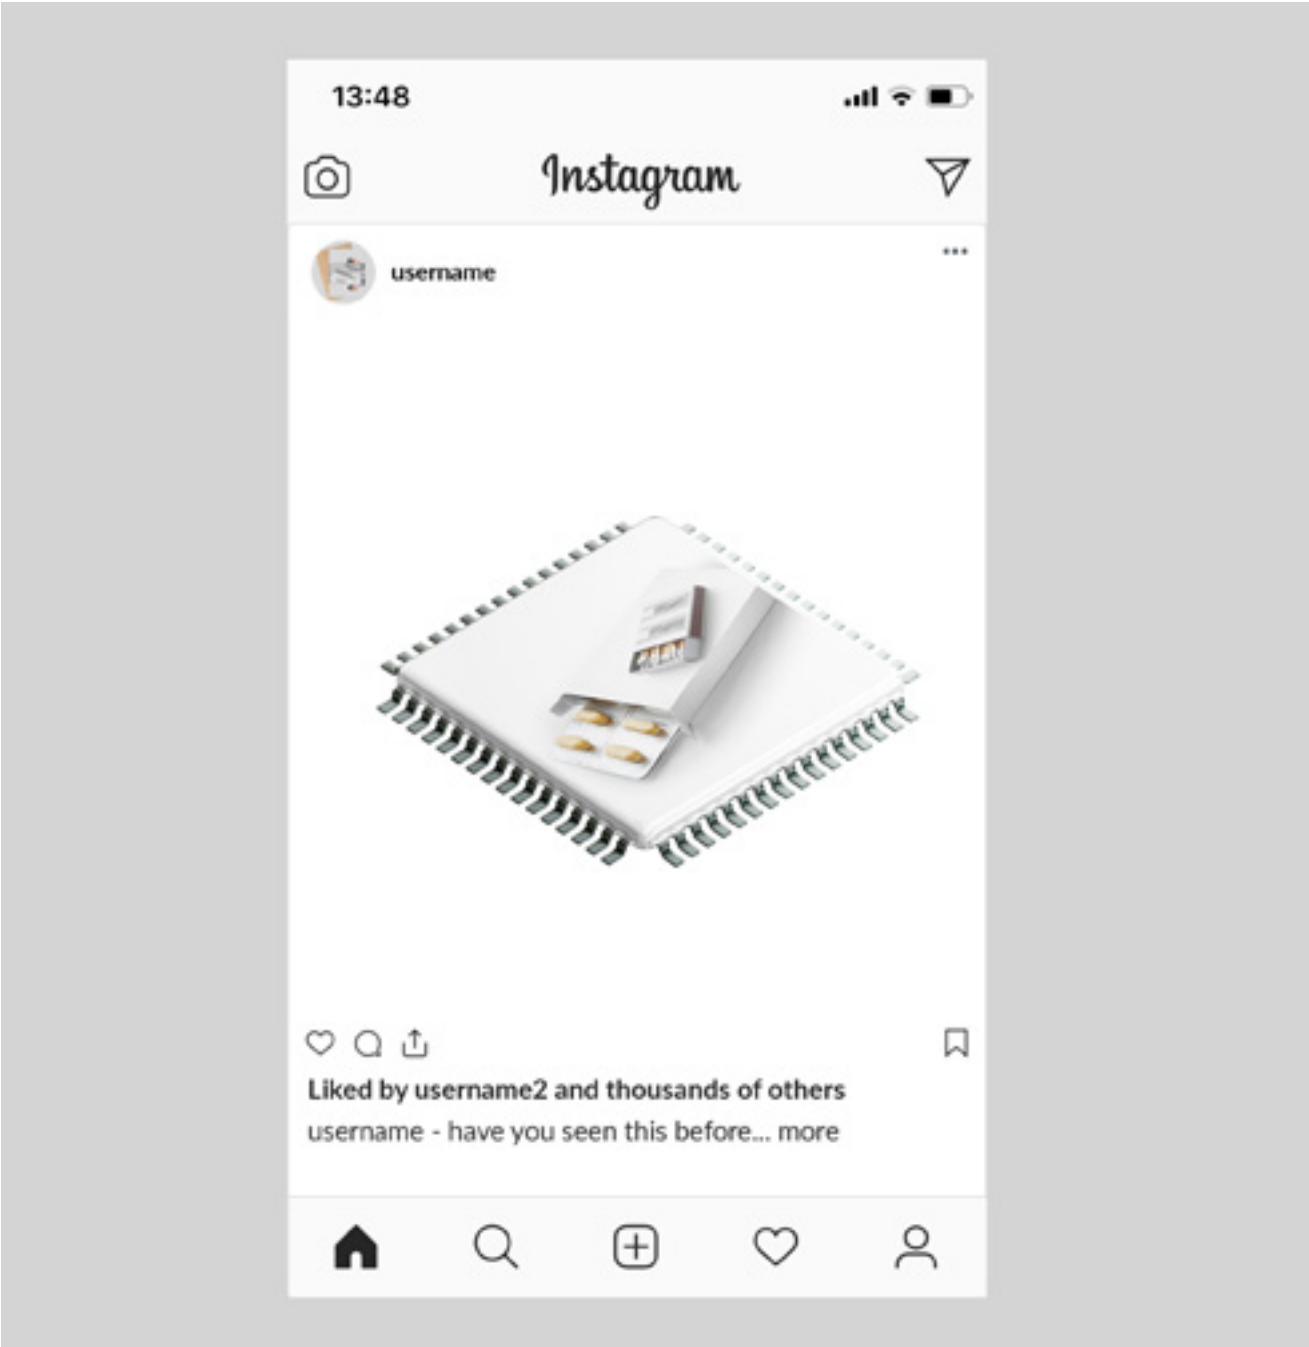 13:48
Instagram
username
Liked by username2 and thousands of others
username - have you seen this before... more